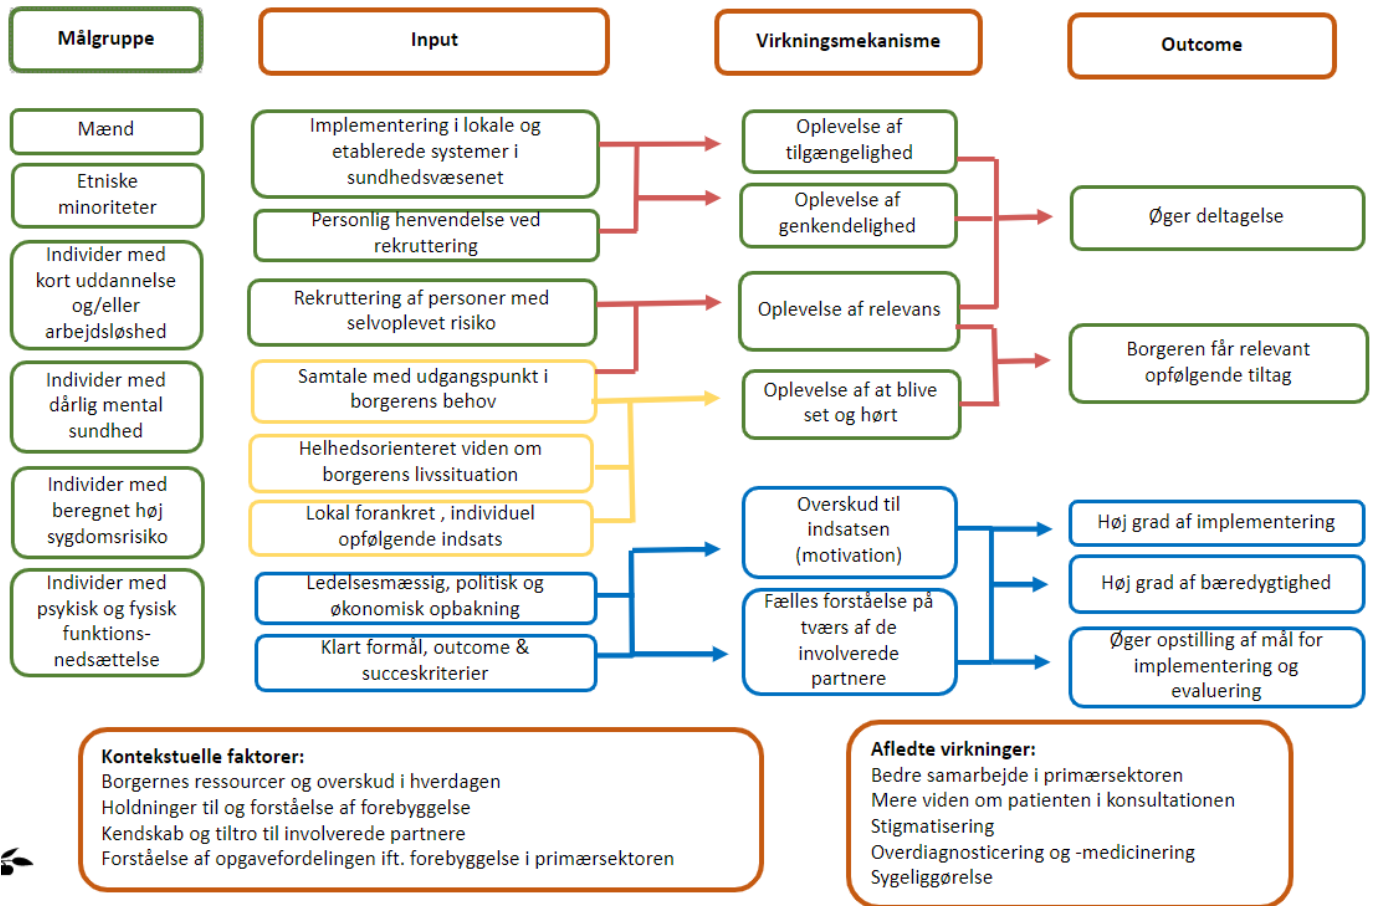 Målgruppe
Input
Virkningsmekanisme
Outcome
Mænd
Etniske
minoriteter
Individer med
kort uddannelse
og/eller
arbejdsløshed
Individer med
dårlig mental
sundhed
Individer med
beregnet høj
sygdomsrisiko
Individer med
psykisk og fysisk
funktions-
nedsættelse
Implementering i lokale og
etablerede systemer i
sundhedsvæsenet
Personlig henvendelse ved
rekruttering
Rekruttering af personer med
selvoplevet risiko
Samtale med udgangspunkt i
borgerens behov
Helhedsorienteret viden om
borgerens livssituation
Lokal forankret , individuel
opfølgende indsats
Ledelsesmæssig, politisk og
økonomisk opbakning
Klart formål, outcome &
succeskriterier
Oplevelse af
tilgængelighed
Oplevelse af
genkendelighed
Oplevelse af relevans
Oplevelse af at blive
set og hørt
Overskud til
indsatsen
(motivation)
Fælles forståelse på
tværs af de
involverede
partnere
Øger deltagelse
Borgeren får relevant
opfølgende tiltag
Høj grad af implementering
Høj grad af bæredygtighed
Øger opstilling af mål for
implementering og
evaluering
Kontekstuelle faktorer:
Borgernes ressourcer og overskud i hverdagen
Holdninger til og forståelse af forebyggelse
Kendskab og tiltro til involverede partnere
Forståelse af opgavefordelingen ift. forebyggelse i primærsektoren
Afledte virkninger:
Bedre samarbejde i primærsektoren
Mere viden om patienten i konsultationen
Stigmatisering
Overdiagnosticering og -medicinering
Sygeliggørelse